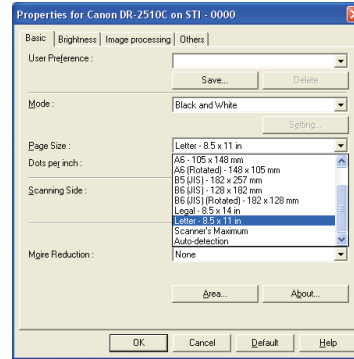 Properties for Canon DR-2510C on STI - 0000
Basic Brightness Image processing Others
User Preference :
Save... Delete
Mode : Black and White
Setting...
Page Size : Letter - 8.5 x 11 in
Dots per inch :
A6 - 105 x 148 mm
A6 (Rotated) - 148 x 105 mm
B5 (JIS) - 182 x 257 mm
Scanning Side :
B6 (JIS) - 128 x 182 mm
B6 (JIS) (Rotated) - 182 x 128 mm
Legal - 8.5 x 14 in
Letter - 8.5 x 11 in
Scanner's Maximum
Auto-detection
Moire Reduction : None
Area... About...
OK Cancel Default Help